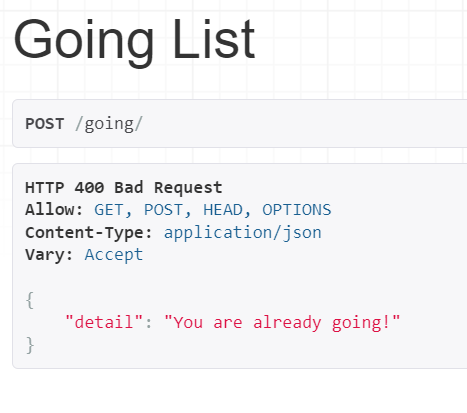 Going List
POST /going/
HTTP 400 Bad Request
Allow: GET, POST, HEAD, OPTIONS
Content-Type: application/json
Vary: Accept
{
"detail": "You are already going!"
}